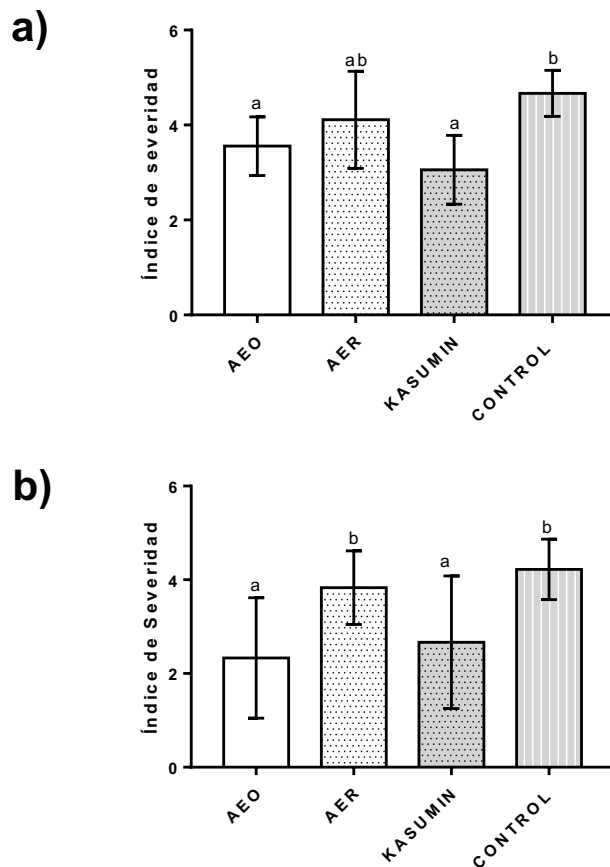 a)
Índice de severidad
6
4
2
0
a
ab
a
b
AEO
AER
KASUMIN
CONTROL
b)
Índice de Severidad
6
4
2
0
a
b
a
b
AEO
AER
KASUMIN
CONTROL